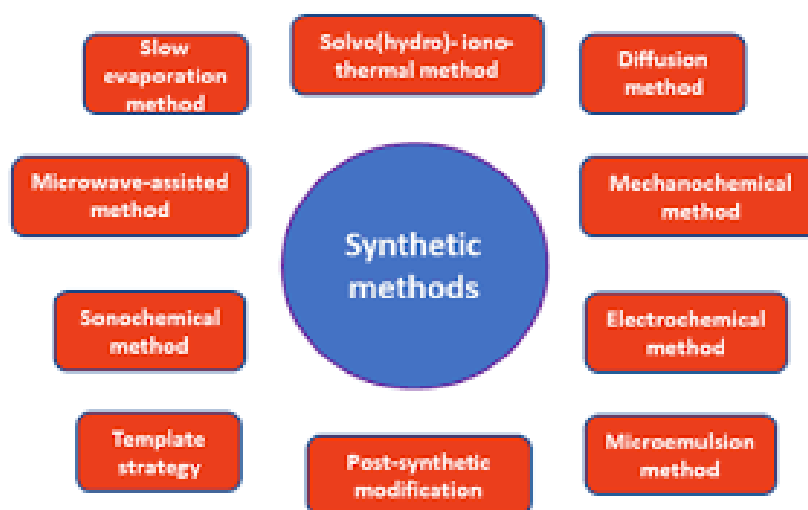 Slow
evaporation
method
Solvo(hydro)- iono-
thermal method
Diffusion
method
Microwave-assisted
method
Mechanochemical
method
Synthetic
methods
Sonochemical
method
Electrochemical
method
Template
strategy
Post-synthetic
modification
Microemulsion
method